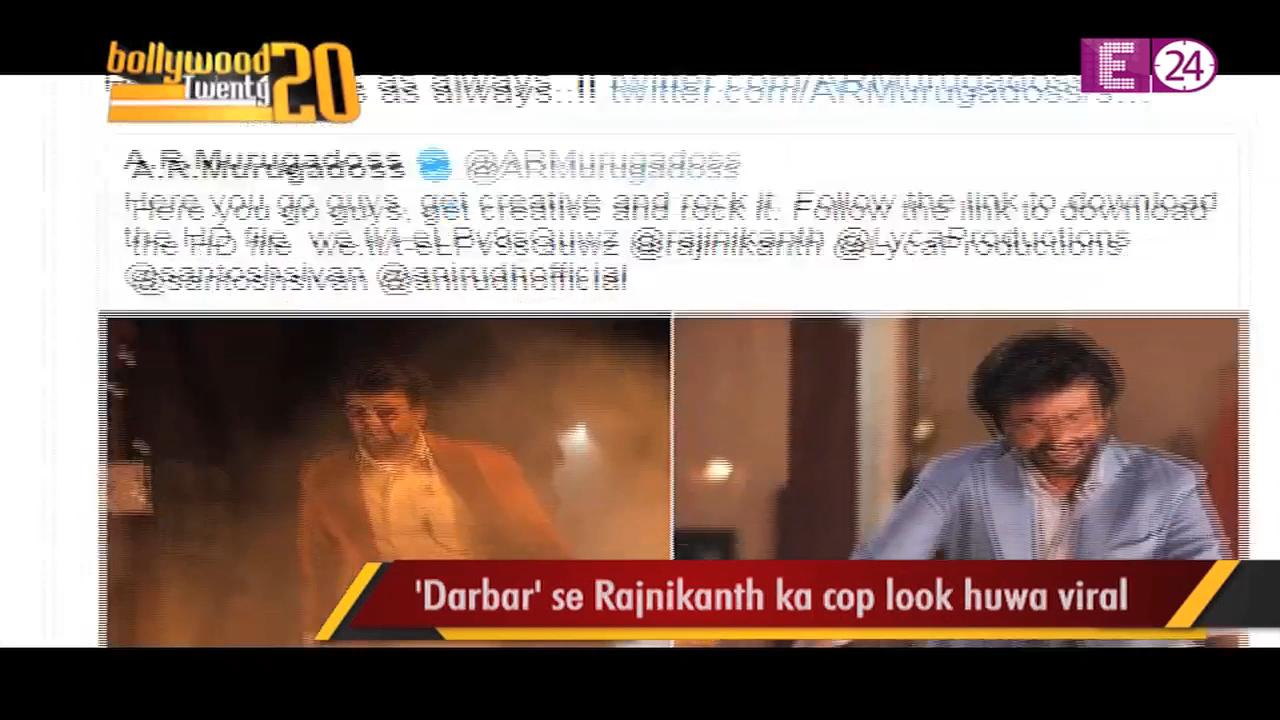 bollywood
Twenty 20
E 24
as always..!! twitter.com/ARMurugadoss/s...
A.R.Murugadoss @ARMurugadoss
Here you go guys, get creative and rock it. Follow the link to download
the HD file @rajinikanth @LycaProductions
@santoshsivan @anirudhofficial
'Darbar' se Rajnikanth ka cop look huwa viral